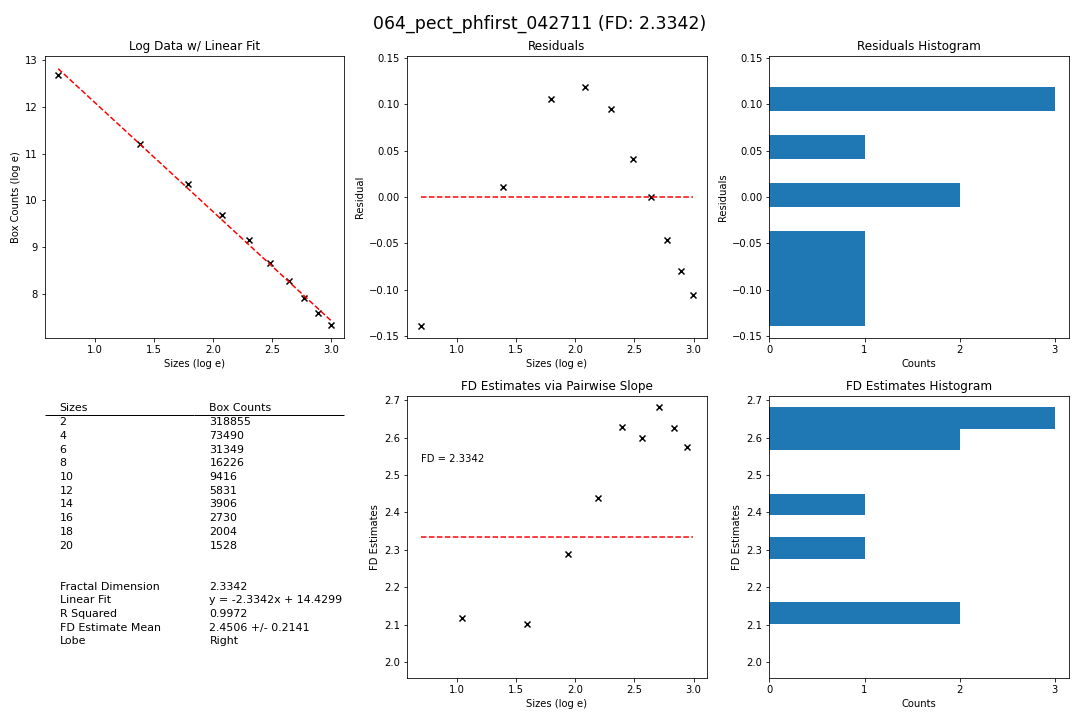 064_pect_phfirst_042711 (FD: 2.3342)
Log Data w/ Linear Fit
13
12
11
10
9
8
Box Counts (log e)
1.0 1.5 2.0 2.5 3.0
Sizes (log e)
Residuals
0.15
0.10
0.05
0.00
−0.05
−0.10
−0.15
Residual
1.0 1.5 2.0 2.5 3.0
Sizes (log e)
Residuals Histogram
0.15
0.10
0.05
0.00
−0.05
−0.10
−0.15
Residuals
0 1 2 3
Counts
Sizes Box Counts
2 318855
4 73490
6 31349
8 16226
10 9416
12 5831
14 3906
16 2730
18 2004
20 1528
Fractal Dimension 2.3342
Linear Fit y = -2.3342x + 14.4299
R Squared 0.9972
FD Estimate Mean 2.4506 +/- 0.2141
Lobe Right
FD Estimates via Pairwise Slope
2.7
2.6
2.5
2.4
2.3
2.2
2.1
2.0
FD Estimates
FD = 2.3342
1.0 1.5 2.0 2.5 3.0
Sizes (log e)
FD Estimates Histogram
2.7
2.6
2.5
2.4
2.3
2.2
2.1
2.0
FD Estimates
0 1 2 3
Counts